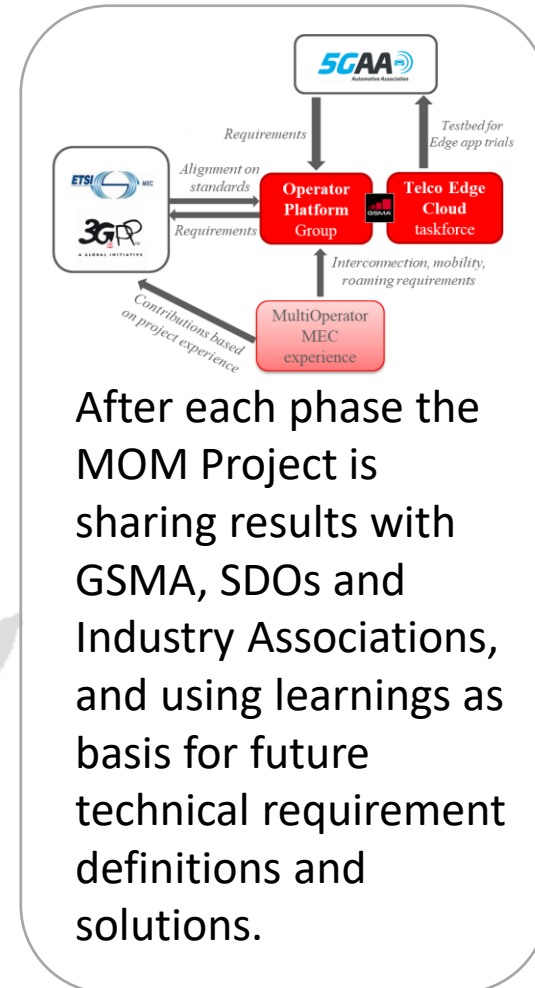 5GAA
Automotive Association
Requirements
Testbed for
Edge app trials
ETSI MEC
3GPP
A GLOBAL INITIATIVE
Alignment on
standards
Requirements
Operator
Platform
Group
GSMA
Telco Edge
Cloud
taskforce
Interconnection, mobility,
roaming requirements
Contributions based
on project experience
MultiOperator
MEC
experience
After each phase the
MOM Project is
sharing results with
GSMA, SDOs and
Industry Associations,
and using learnings as
basis for future
technical requirement
definitions and
solutions.